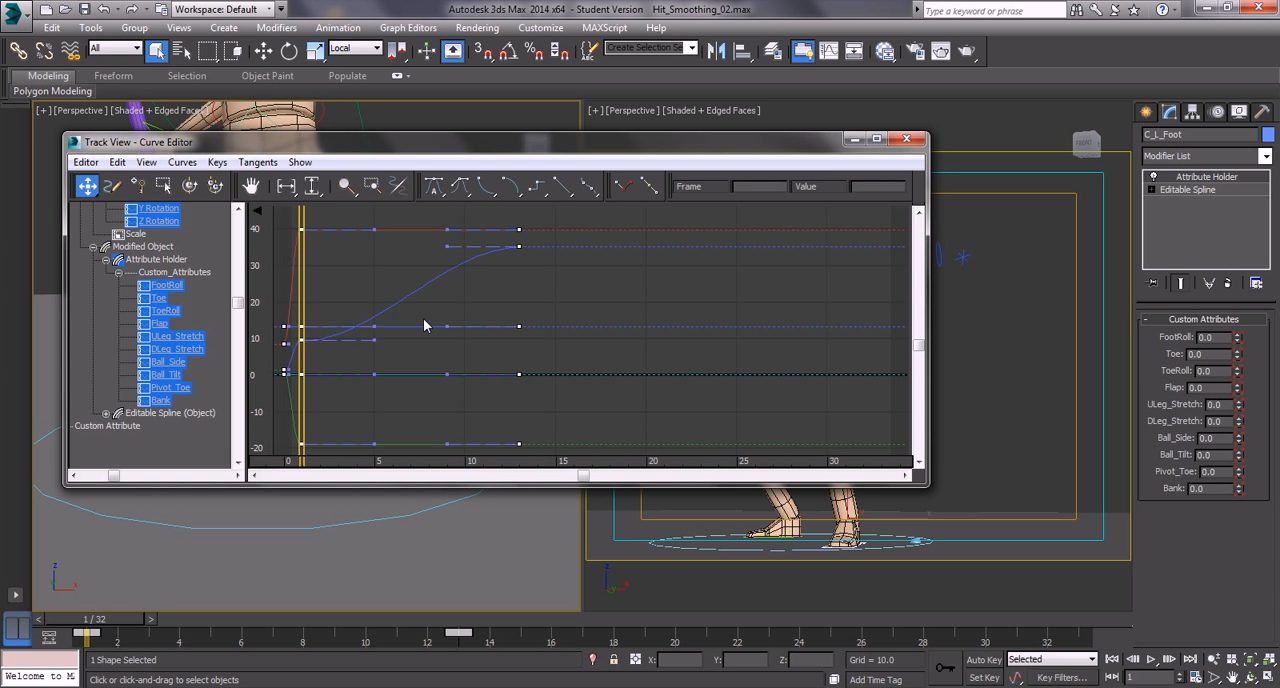 Workspace: Default
Autodesk 3ds Max 2014 x64 - Student Version Hit_Smoothing_02.max
Type a keyword or phrase
Edit Tools Group Views Create Modifiers Animation Graph Editors Rendering Customize MAXScript Help
All Local Create Selection Se
Modeling Freeform Selection Object Paint Populate
Polygon Modeling
[+] [Perspective] [Shaded + Edged Faces]
[+] [Perspective] [Shaded + Edged Faces]
FRONT
C_L_Foot
Modifier List
Attribute Holder
Editable Spline
Track View - Curve Editor
Editor Edit View Curves Keys Tangents Show
Frame Value
Y Rotation
Z Rotation
Scale
Modified Object
Attribute Holder
Custom_Attributes
FootRoll
Toe
ToeRoll
Flap
ULeg_Stretch
DLeg_Stretch
Ball_Side
Ball_Tilt
Pivot_Toe
Bank
Editable Spline (Object)
Custom Attribute
40
30
20
10
0
-10
-20
0 5 10 15 20 25 30
Custom Attributes
FootRoll: 0.0
Toe: 0.0
ToeRoll: 0.0
Flap: 0.0
ULeg_Stretch: 0.0
DLeg_Stretch: 0.0
Ball_Side: 0.0
Ball_Tilt: 0.0
Pivot_Toe: 0.0
Bank: 0.0
z
x
z
x
y
1 / 32
2 4 6 8 10 12 14 16 18 20 22 24 26 28 30 32
1 Shape Selected
X: Y: Z: Grid = 10.0
Auto Key Selected
Welcome to M
Click or click-and-drag to select objects
Add Time Tag
Set Key Key Filters... 1